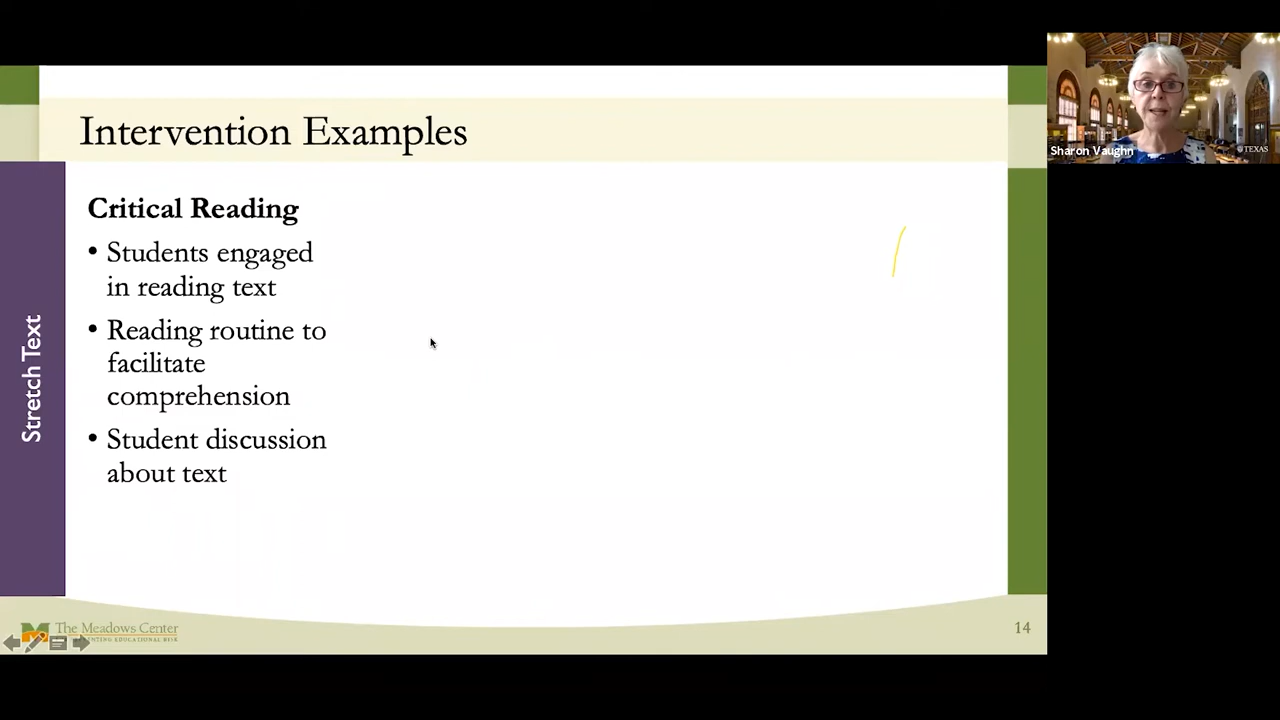 Intervention Examples
Critical Reading
• Students engaged
in reading text
• Reading routine to
facilitate
comprehension
• Student discussion
about text
Stretch Text
The Meadows Center
14
Sharon Vaughn
TEXAS